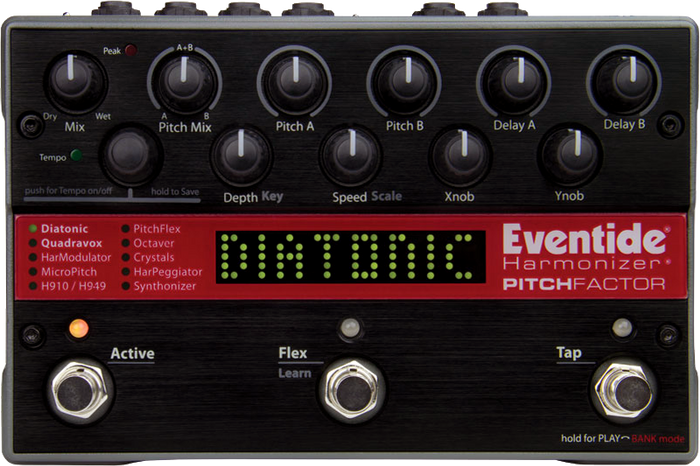 Peak
A+B
Dry
Wet
Mix
A
B
Pitch Mix
Pitch A
Pitch B
Delay A
Delay B
Tempo
push for Tempo on/off
hold to Save
Depth Key
Speed Scale
Xnob
Ynob
Diatonic
Quadravox
HarModulator
MicroPitch
H910 / H949
PitchFlex
Octaver
Crystals
HarPeggiator
Synthonizer
DIATONIC
Eventide®
Harmonizer®
PITCHFACTOR
Active
Flex
Learn
Tap
hold for PLAY BANK mode